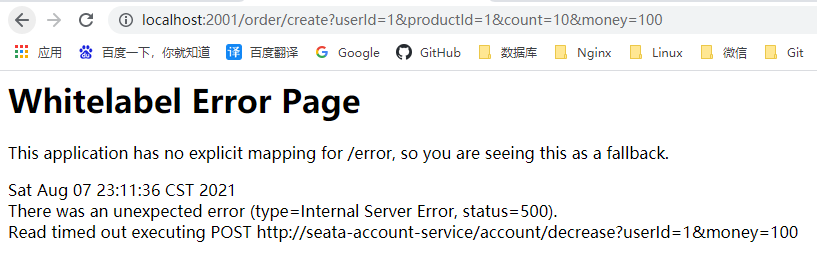 localhost:2001/order/create?userId=1&productId=1&count=10&money=100
应用 百度一下，你就知道 译 百度翻译 Google GitHub 数据库 Nginx Linux 微信 Git
Whitelabel Error Page
This application has no explicit mapping for /error, so you are seeing this as a fallback.
Sat Aug 07 23:11:36 CST 2021
There was an unexpected error (type=Internal Server Error, status=500).
Read timed out executing POST http://seata-account-service/account/decrease?userId=1&money=100